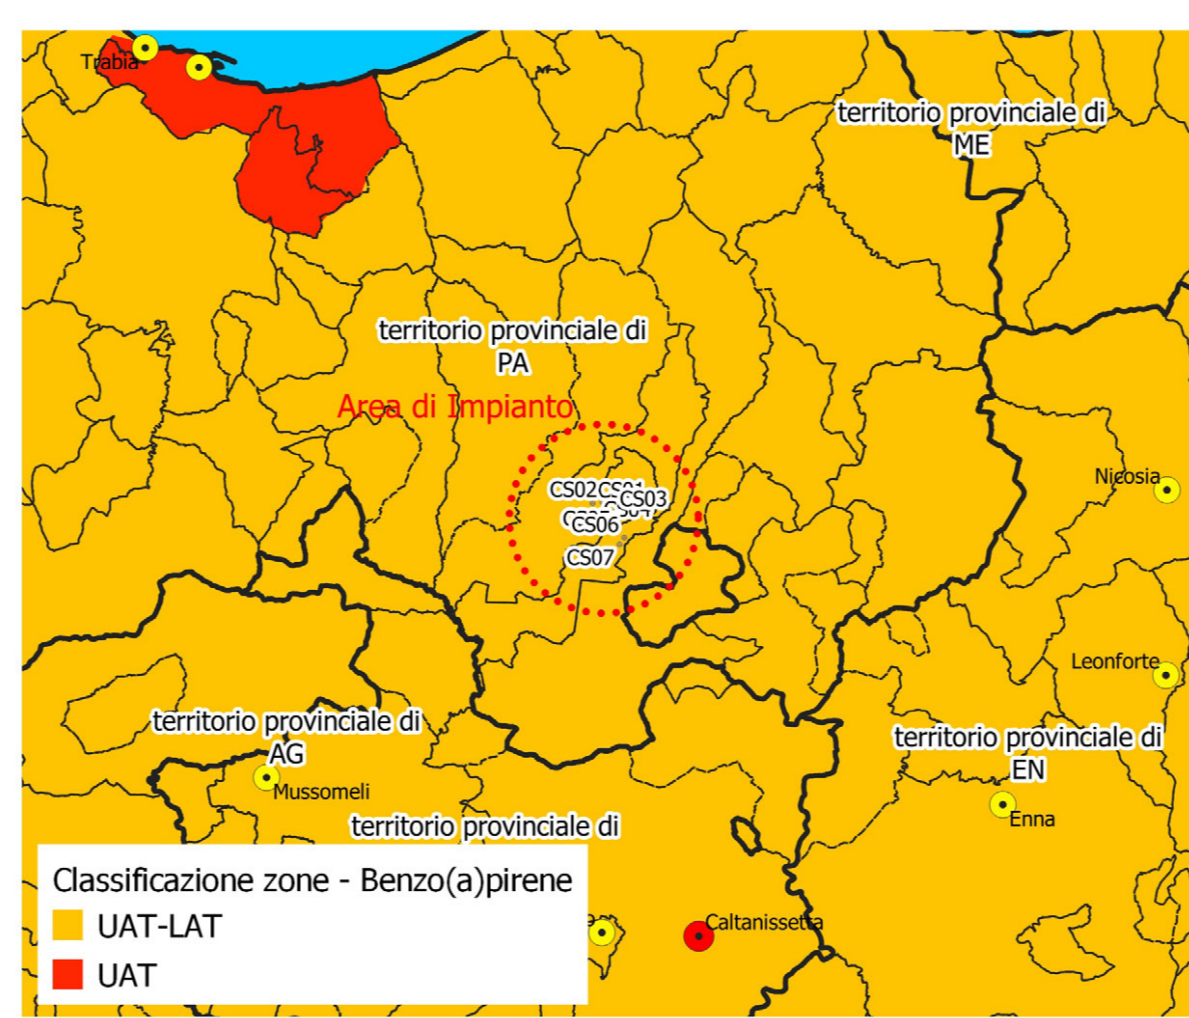 Trabia
territorio provinciale di
ME
territorio provinciale di
PA
Area di Impianto
CS02
CS03
CS06
CS07
Nicosia
Leonforte
territorio provinciale di
AG
territorio provinciale di
EN
Mussomeli
Enna
territorio provinciale di
Classificazione zone - Benzo(a)pirene
UAT-LAT
UAT
Caltanissetta